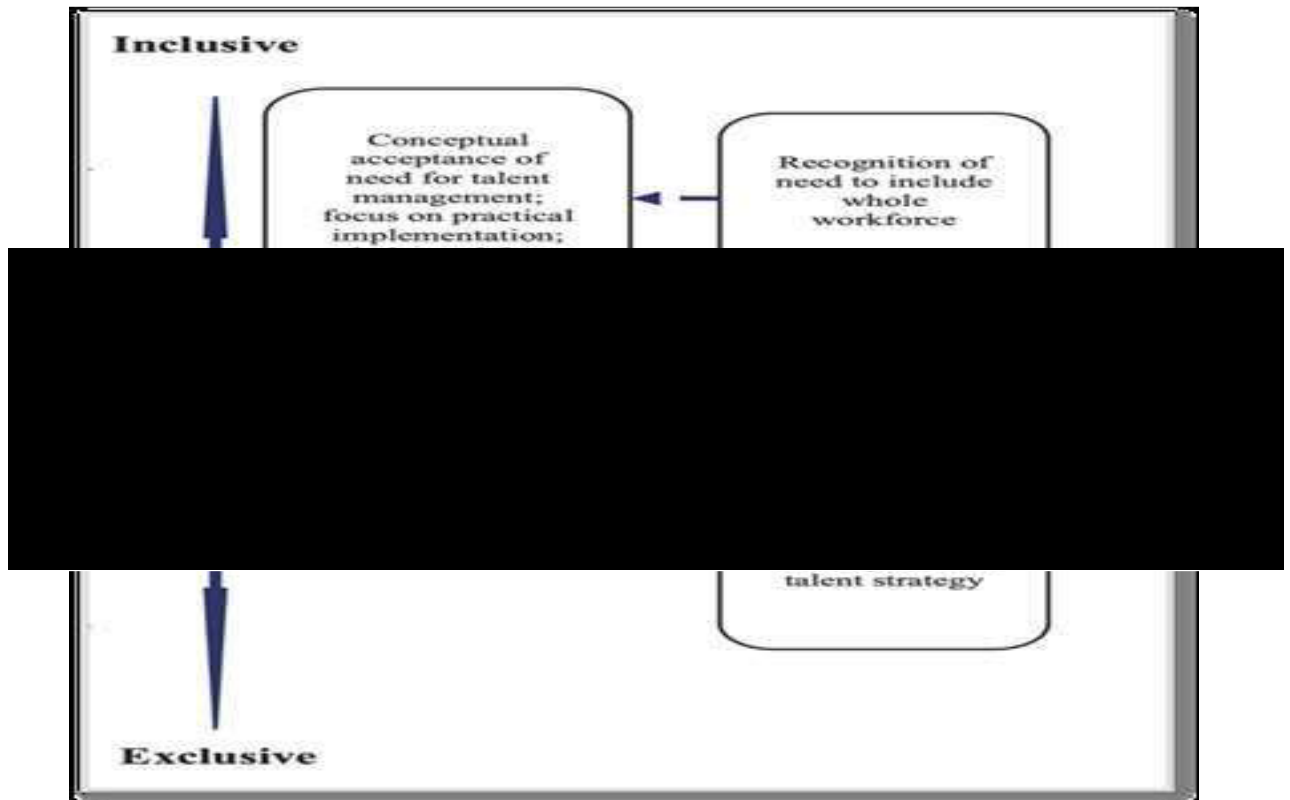 Inclusive
Conceptual
acceptance of
need for talent
management;
focus on practical
implementation;
Recognition of
need to include
whole
workforce
talent strategy
Exclusive